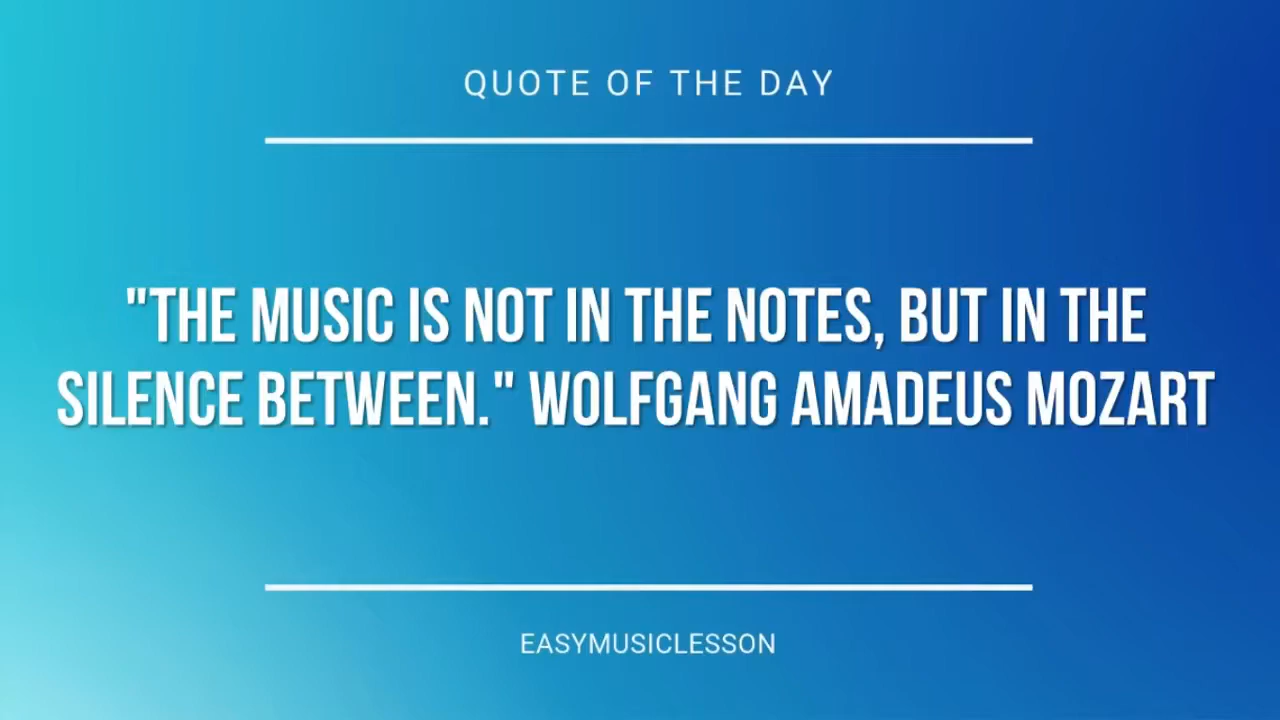 QUOTE OF THE DAY
"THE MUSIC IS NOT IN THE NOTES, BUT IN THE
SILENCE BETWEEN." WOLFGANG AMADEUS MOZART
EASYMUSICLESSON